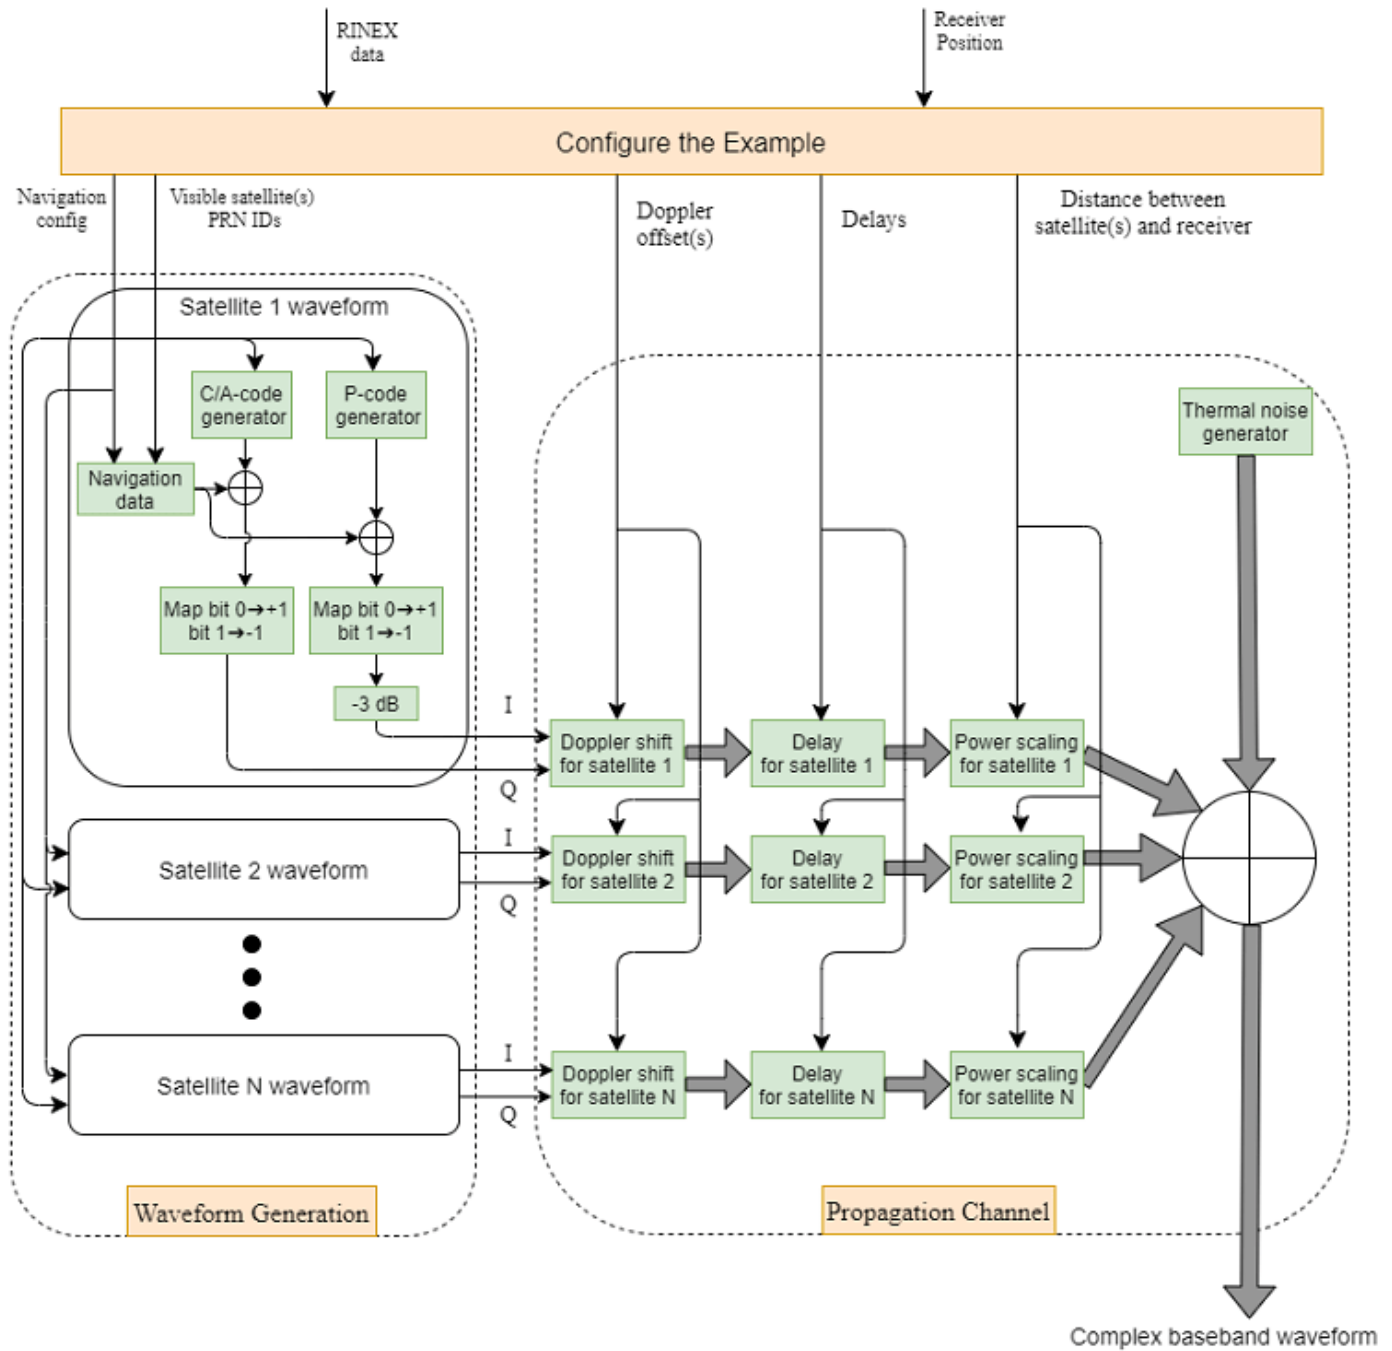 RINEX
data
Receiver
Position
Configure the Example
Navigation
config
Visible satellite(s)
PRN IDs
Doppler
offset(s)
Delays
Distance between
satellite(s) and receiver
Satellite 1 waveform
C/A-code
generator
P-code
generator
Navigation
data
Map bit 0➔+1
bit 1➔-1
Map bit 0➔+1
bit 1➔-1
-3 dB
I
Q
Doppler shift
for satellite 1
Delay
for satellite 1
Power scaling
for satellite 1
Thermal noise
generator
Satellite 2 waveform
I
Q
Doppler shift
for satellite 2
Delay
for satellite 2
Power scaling
for satellite 2
Satellite N waveform
I
Q
Doppler shift
for satellite N
Delay
for satellite N
Power scaling
for satellite N
Waveform Generation
Propagation Channel
Complex baseband waveform